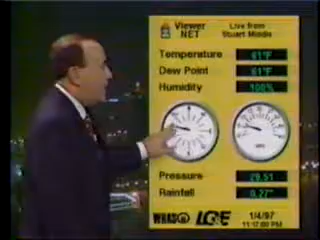 Viewer
NET
Live from
Stuart Middle
Temperature 61°F
Dew Point 61°F
Humidity 100%
Pressure 29.51
Rainfall 0.27"
WHAS LG&E 1/4/97
11:17:00 PM